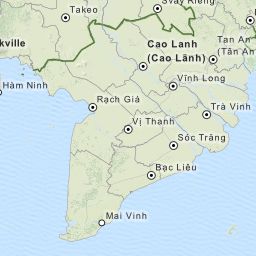 Svay Rieng
Takeo
kville
Cao Lanh
(Cao Lãnh)
Tan An
(Tân An
Hàm Ninh
Vĩnh Long
Rạch Giá
Trà Vinh
Vị Thanh
Sóc Trăng
Bạc Liêu
Mai Vinh